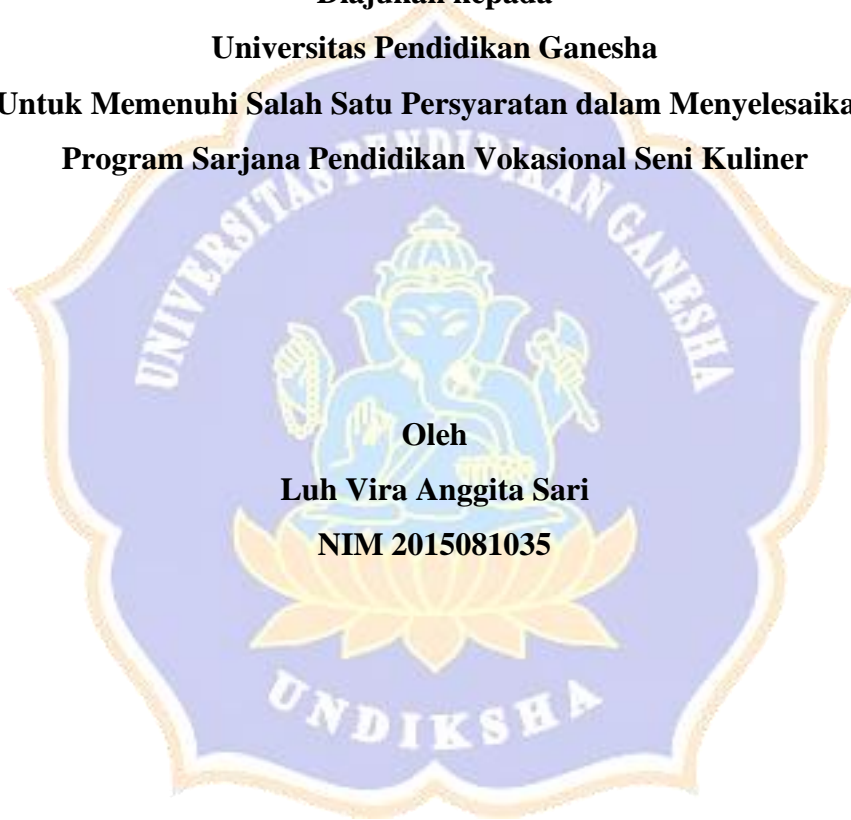 Diajukan kepada
Universitas Pendidikan Ganesha
Untuk Memenuhi Salah Satu Persyaratan dalam Menyelesaika
Program Sarjana Pendidikan Vokasional Seni Kuliner
UNIVERSITAS PENDIDIKAN GANESHA
Oleh
Luh Vira Anggita Sari
NIM 2015081035
UNDIKSHA